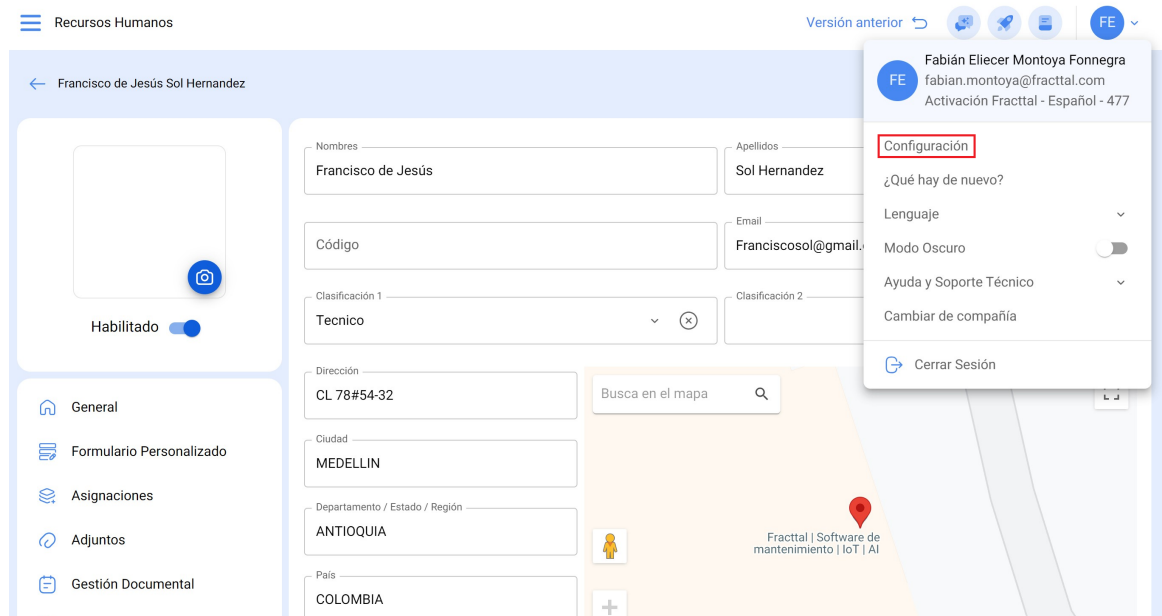 Recursos Humanos
Versión anterior
FE
Francisco de Jesús Sol Hernandez
FE
Fabián Eliecer Montoya Fonnegra
fabian.montoya@fracttal.com
Activación Fracttal - Español - 477
Configuración
¿Qué hay de nuevo?
Lenguaje
Modo Oscuro
Ayuda y Soporte Técnico
Cambiar de compañía
Cerrar Sesión
Habilitado
General
Formulario Personalizado
Asignaciones
Adjuntos
Gestión Documental
Nombres
Francisco de Jesús
Apellidos
Sol Hernandez
Código
Email
Franciscosol@gmail.
Clasificación 1
Tecnico
Clasificación 2
Dirección
CL 78#54-32
Ciudad
MEDELLIN
Departamento / Estado / Región
ANTIOQUIA
País
COLOMBIA
Busca en el mapa
Fracttal | Software de
mantenimiento | IoT | AI